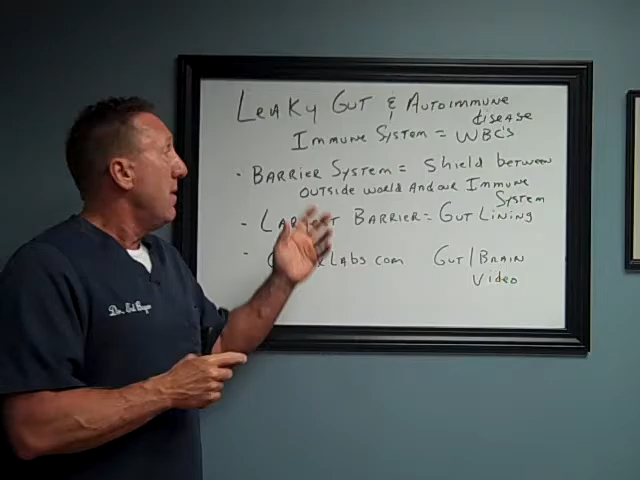 Leaky Gut & Autoimmune
disease
Immune System = WBC's
- Barrier System = Shield between
outside world and our Immune
System
- Barrier = Gut Lining
- Labs com Gut/Brain
Video
Dr.